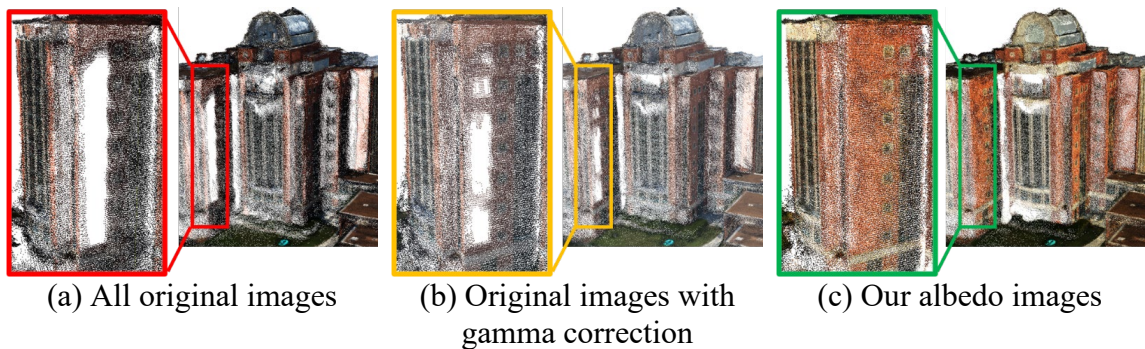 (a) All original images
(b) Original images with
gamma correction
(c) Our albedo images